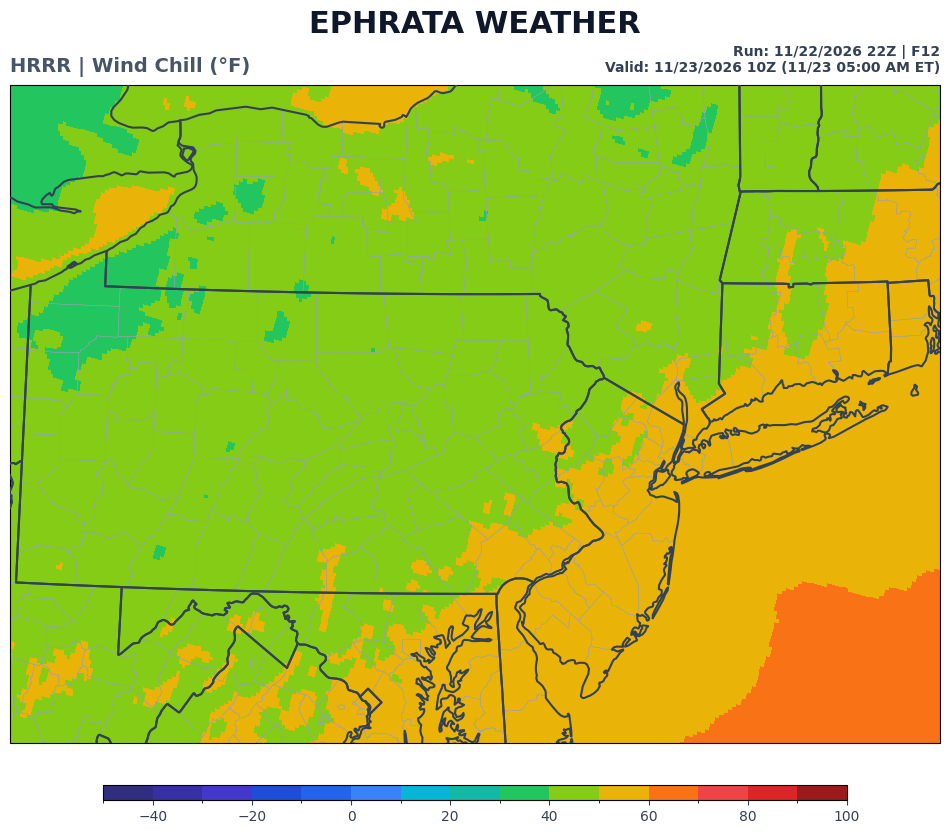 EPHRATA WEATHER
HRRR | Wind Chill (°F)
Run: 11/22/2026 22Z | F12
Valid: 11/23/2026 10Z (11/23 05:00 AM ET)
−40 −20 0 20 40 60 80 100